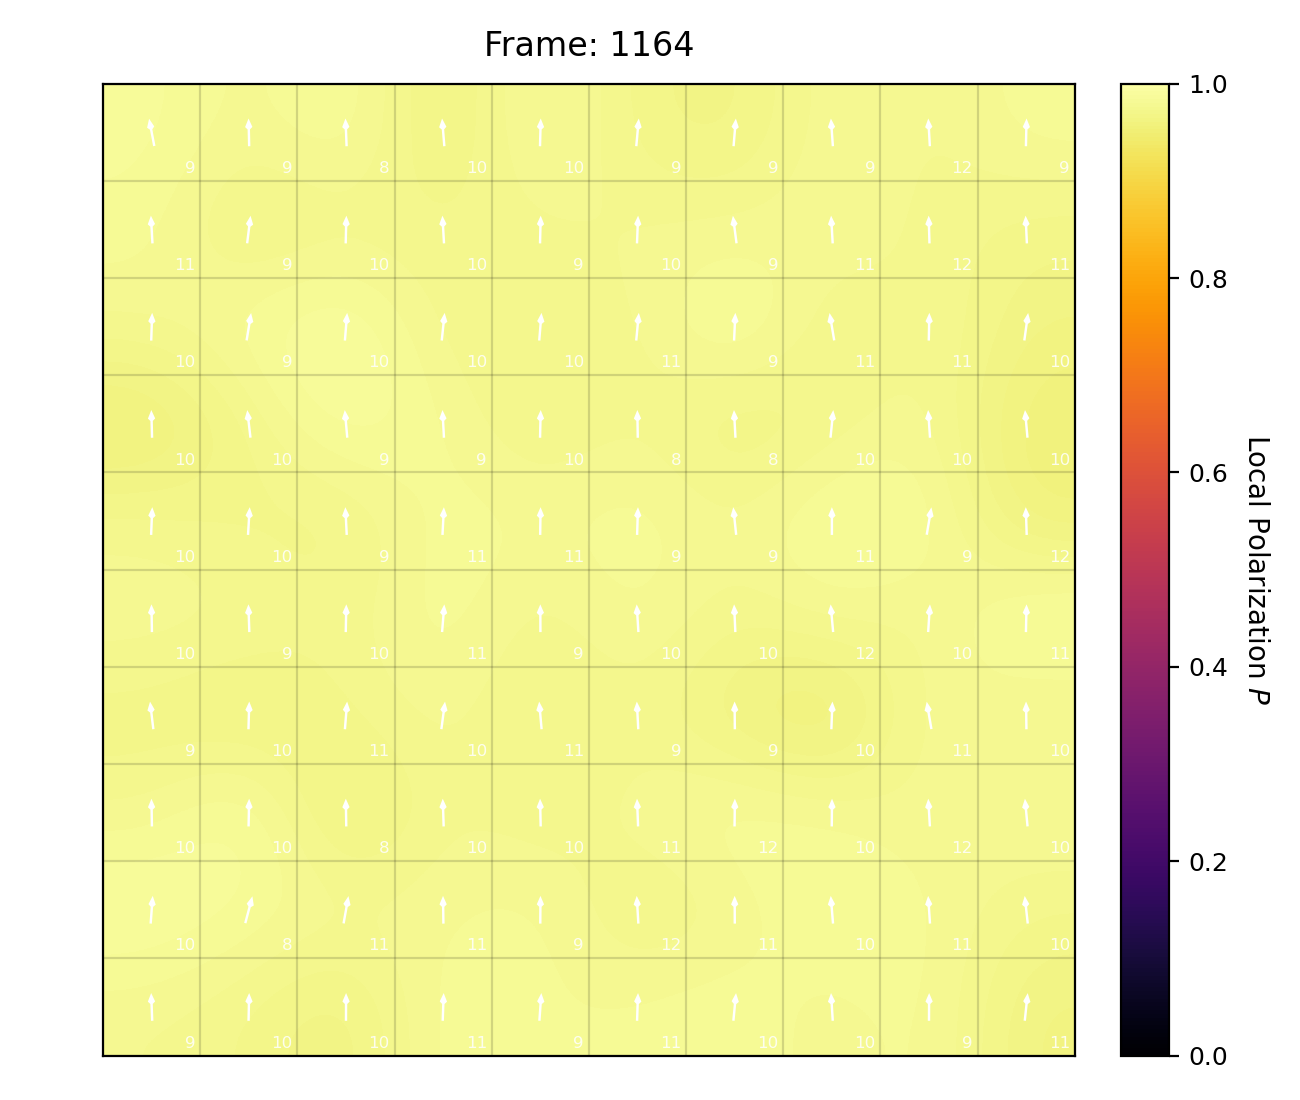 Frame: 1164
9 9 8 10 10 9 9 9 12 9
11 9 10 10 9 10 9 11 12 11
10 9 10 10 10 11 9 11 11 10
10 10 9 9 10 8 8 10 10 10
10 10 9 11 11 9 9 11 9 12
10 9 10 11 9 10 10 12 10 11
9 10 11 10 11 9 9 10 11 10
10 10 8 10 10 11 12 10 12 10
10 8 11 11 9 12 11 10 11 10
9 10 10 11 9 11 10 10 9 11
1.0
0.8
0.6
0.4
0.2
0.0
Local Polarization P